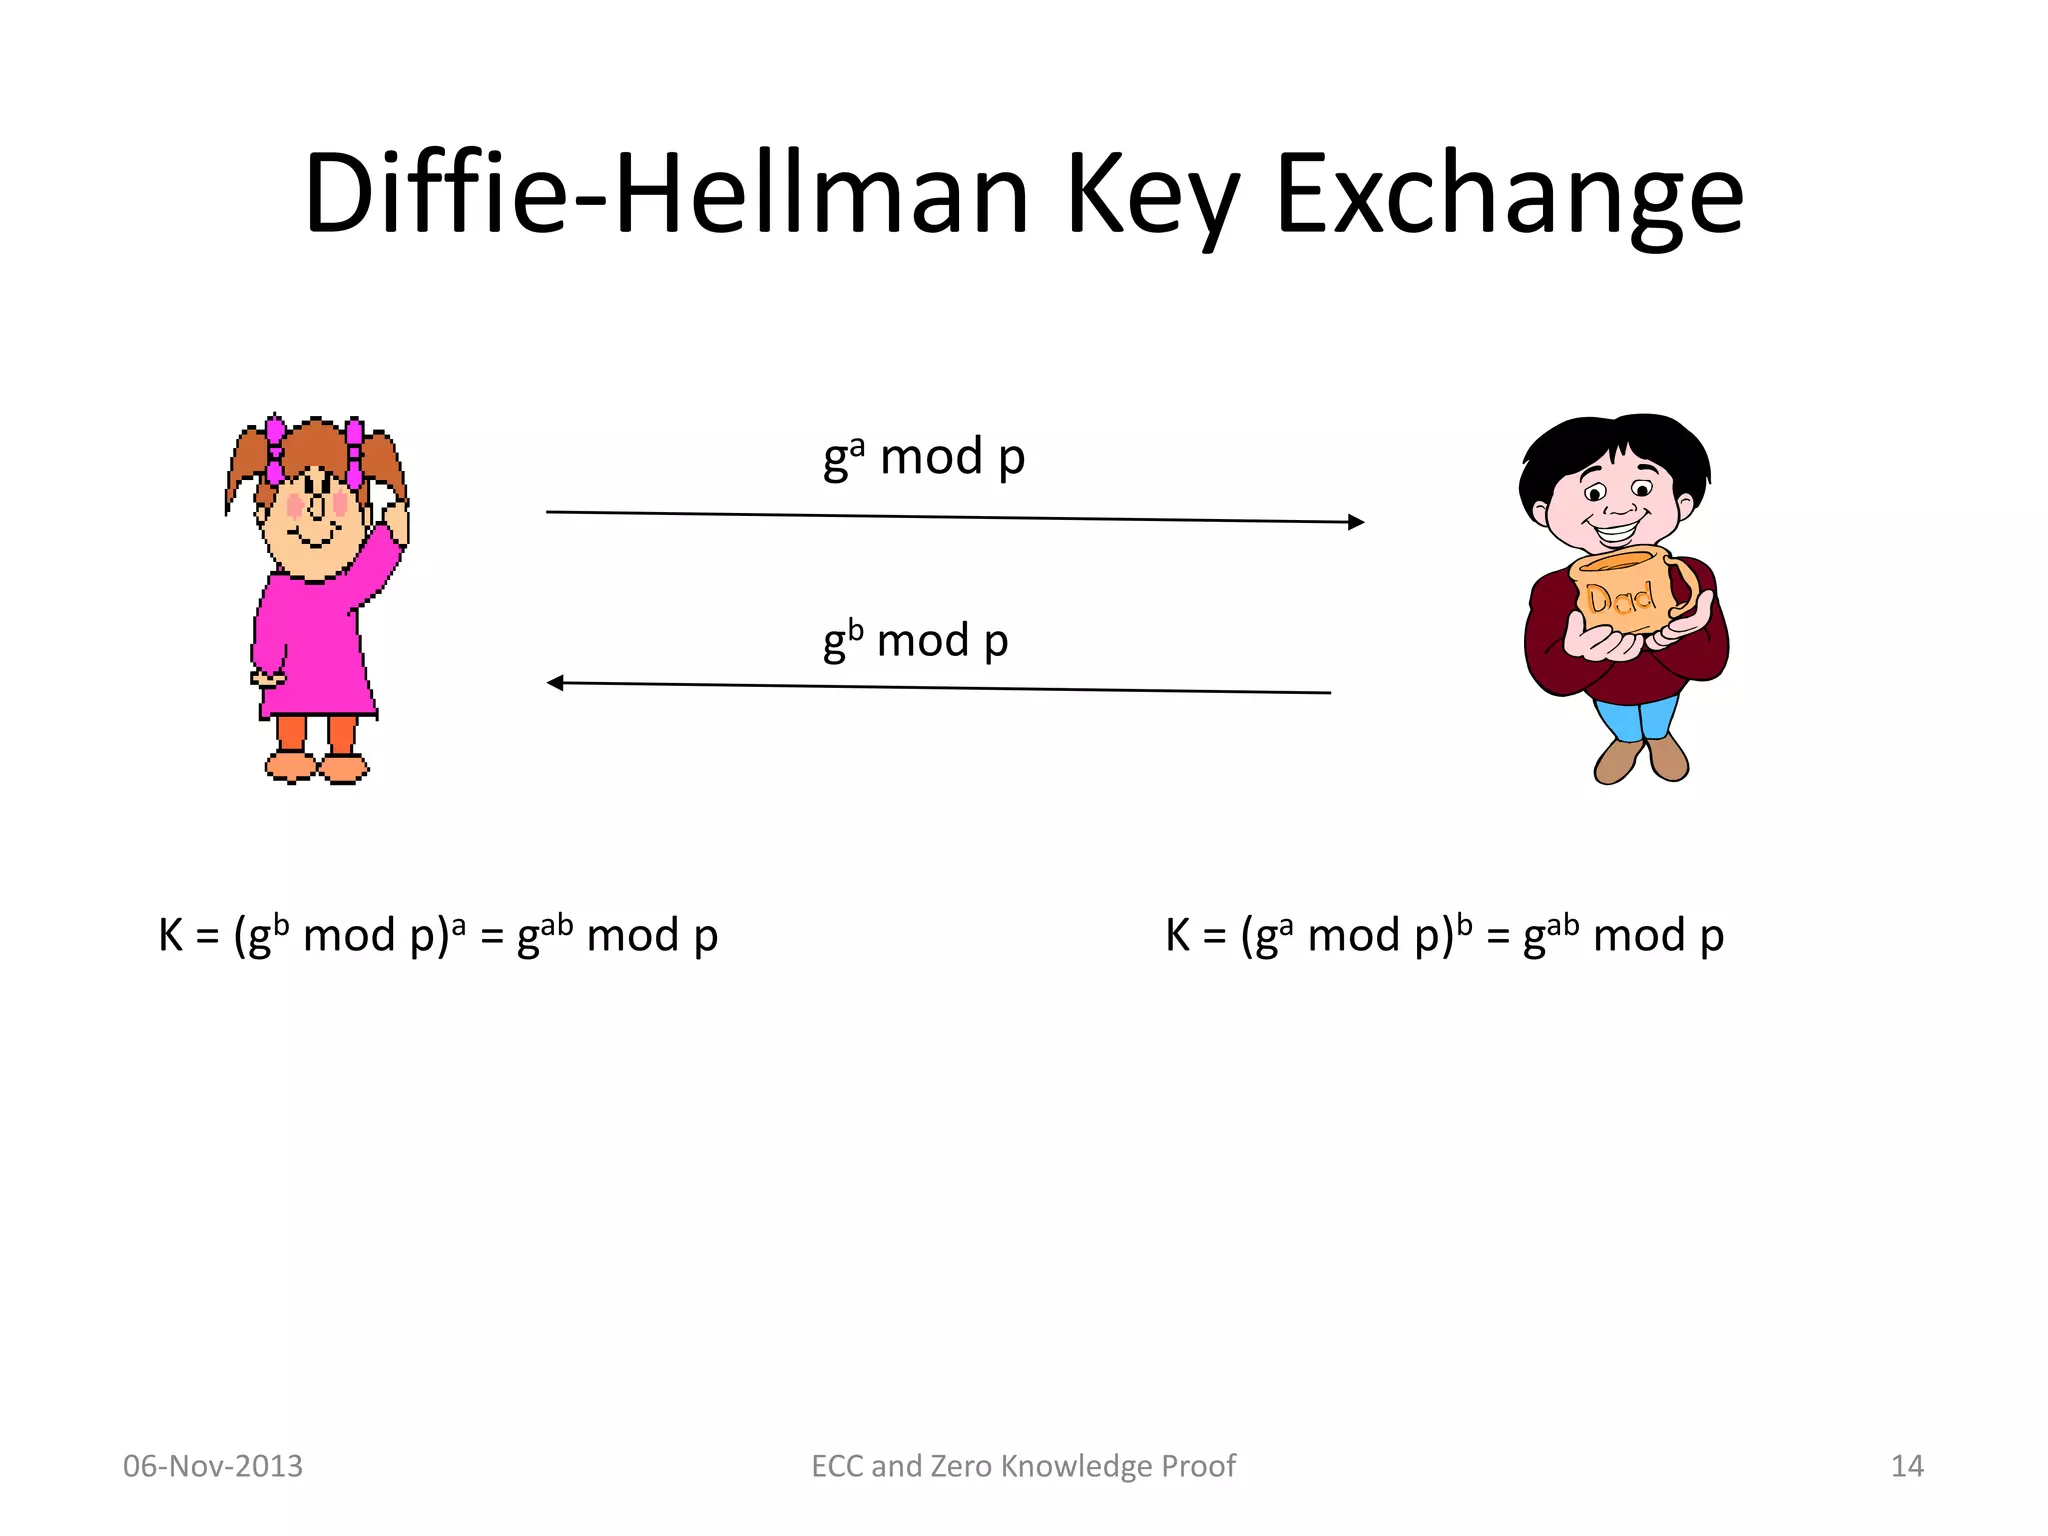 Diffie-Hellman Key Exchange
gᵃ mod p
Dad
gᵇ mod p
K = (gᵇ mod p)ᵃ = gᵃᵇ mod p
K = (gᵃ mod p)ᵇ = gᵃᵇ mod p
06-Nov-2013
ECC and Zero Knowledge Proof
14